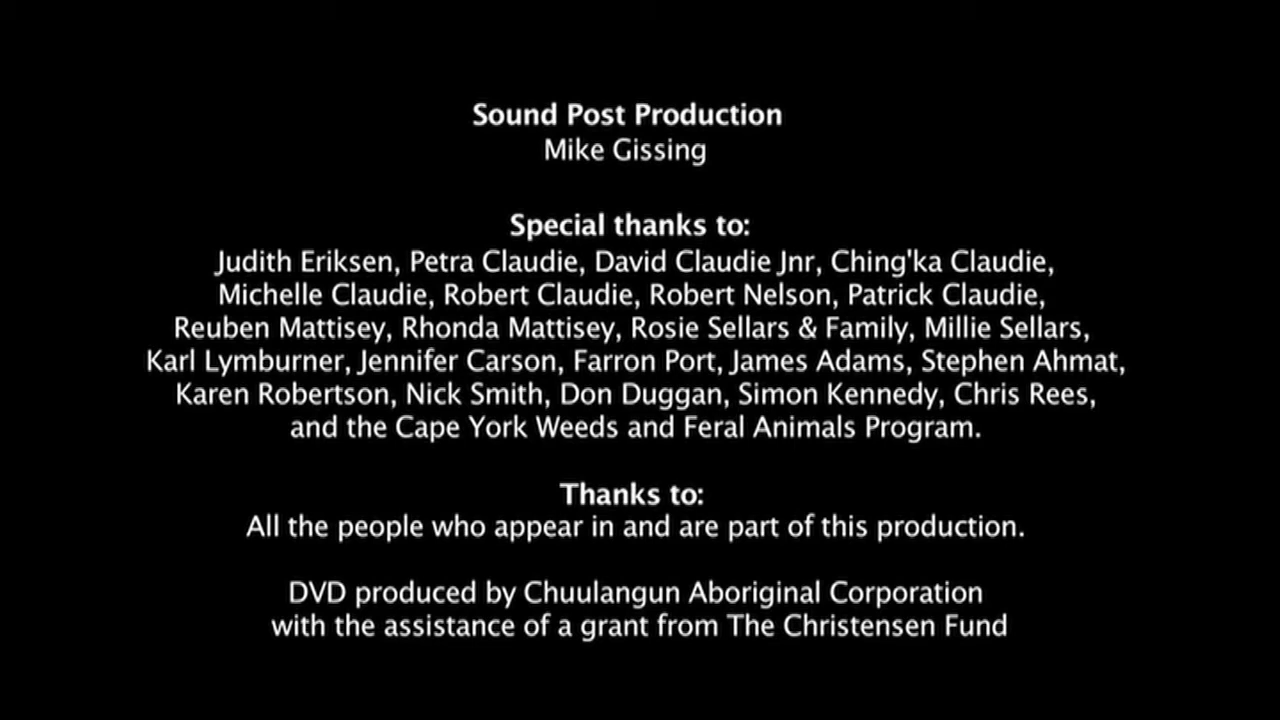 Sound Post Production
Mike Gissing
Special thanks to:
Judith Eriksen, Petra Claudie, David Claudie Jnr, Ching'ka Claudie,
Michelle Claudie, Robert Claudie, Robert Nelson, Patrick Claudie,
Reuben Mattisey, Rhonda Mattisey, Rosie Sellars & Family, Millie Sellars,
Karl Lymburner, Jennifer Carson, Farron Port, James Adams, Stephen Ahmat,
Karen Robertson, Nick Smith, Don Duggan, Simon Kennedy, Chris Rees,
and the Cape York Weeds and Feral Animals Program.
Thanks to:
All the people who appear in and are part of this production.
DVD produced by Chuulangun Aboriginal Corporation
with the assistance of a grant from The Christensen Fund